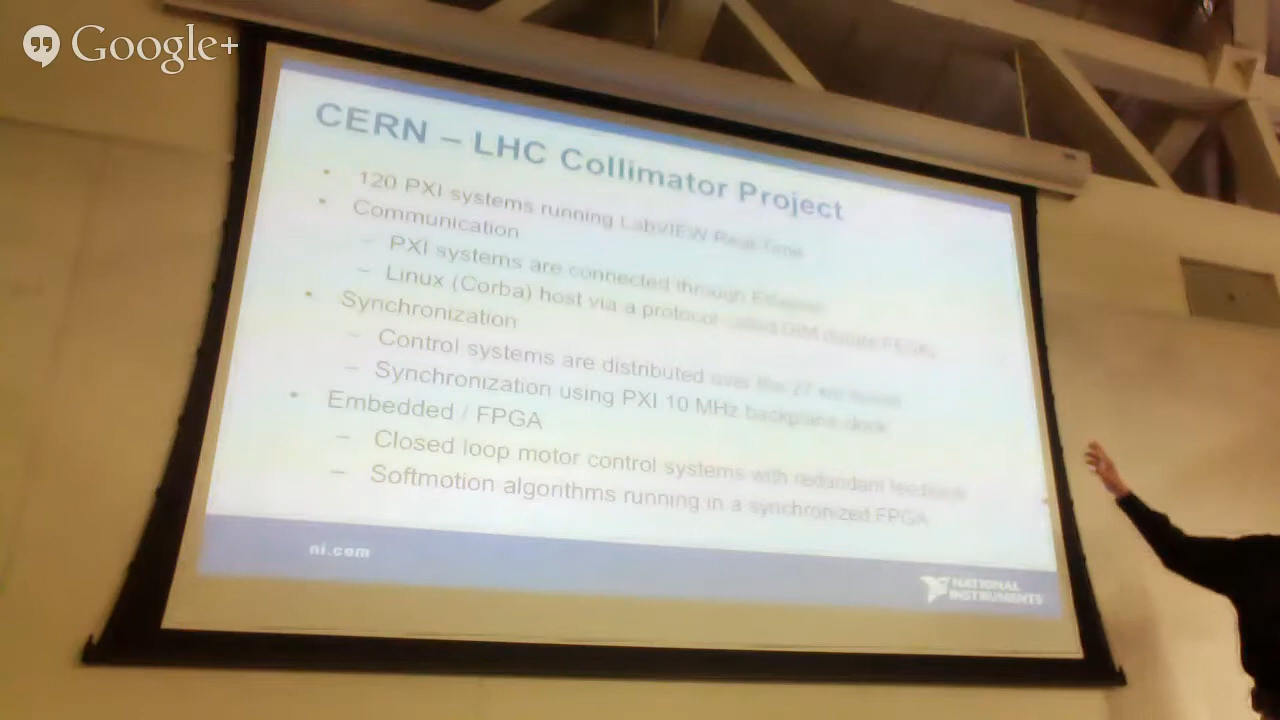 Google+
CERN – LHC Collimator Project
• 120 PXI systems running LabVIEW Real-Time
• Communication
– PXI systems are connected through Ethernet
– Linux (Corba) host via a protocol called DIM
• Synchronization
– Control systems are distributed over the 27 km tunnel
– Synchronization using PXI 10 MHz backplane clock
• Embedded / FPGA
– Closed loop motor control systems with redundant feedback
– Softmotion algorithms running in a synchronized FPGA
ni.com
NATIONAL
INSTRUMENTS